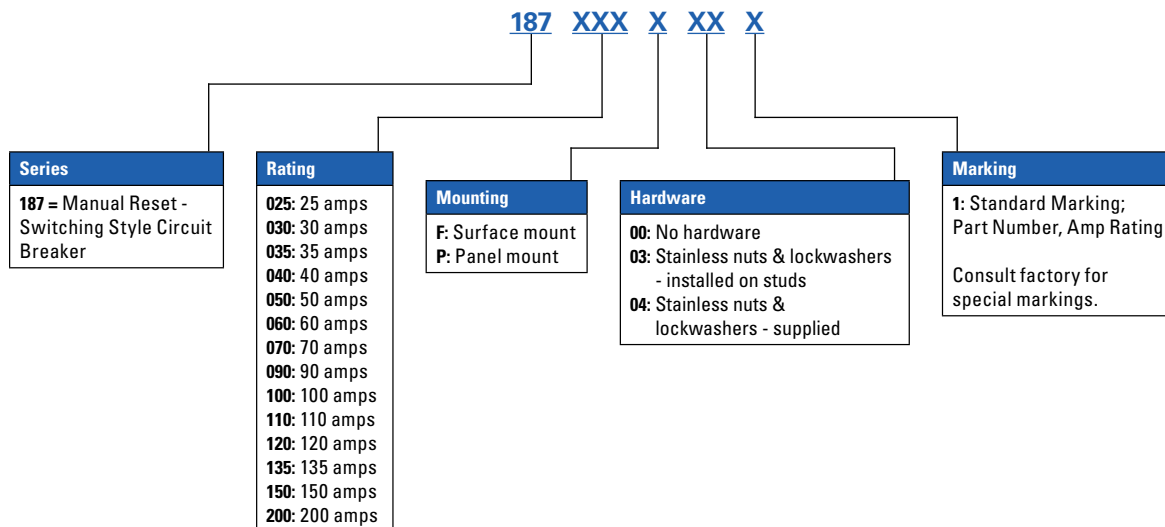 187 XXX X XX X
Series
187 = Manual Reset -
Switching Style Circuit
Breaker
Rating
025: 25 amps
030: 30 amps
035: 35 amps
040: 40 amps
050: 50 amps
060: 60 amps
070: 70 amps
090: 90 amps
100: 100 amps
110: 110 amps
120: 120 amps
135: 135 amps
150: 150 amps
200: 200 amps
Mounting
F: Surface mount
P: Panel mount
Hardware
00: No hardware
03: Stainless nuts & lockwashers
- installed on studs
04: Stainless nuts &
lockwashers - supplied
Marking
1: Standard Marking;
Part Number, Amp Rating
Consult factory for
special markings.